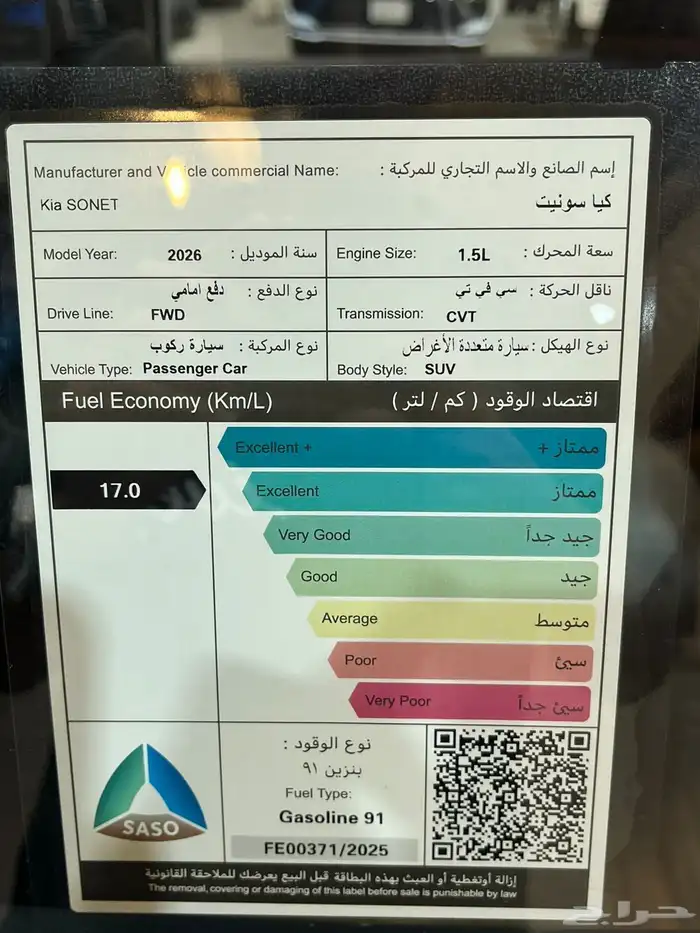 Manufacturer and Vehicle commercial Name: إسم الصانع والاسم التجاري للمركبة :
Kia SONET كيا سونيت
Model Year: 2026 سنة الموديل :
Engine Size: 1.5L سعة المحرك :
نوع الدفع : دفع امامي
Drive Line: FWD
ناقل الحركة : سي في تي
Transmission: CVT
نوع المركبة : سيارة ركوب
Vehicle Type: Passenger Car
نوع الهيكل : سيارة متعددة الأغراض
Body Style: SUV
Fuel Economy (Km/L) اقتصاد الوقود ( كم / لتر )
Excellent + ممتاز +
17.0
Excellent ممتاز
Very Good جيد جداً
Good جيد
Average متوسط
Poor سيئ
Very Poor سيئ جداً
SASO
نوع الوقود :
بنزين ٩١
Fuel Type:
Gasoline 91
FE00371/2025
إزالة أوتغطية أو العبث بهذه البطاقة قبل البيع يعرضك للملاحقة القانونية
The removal, covering or damaging of this label before sale is punishable by law
حراج